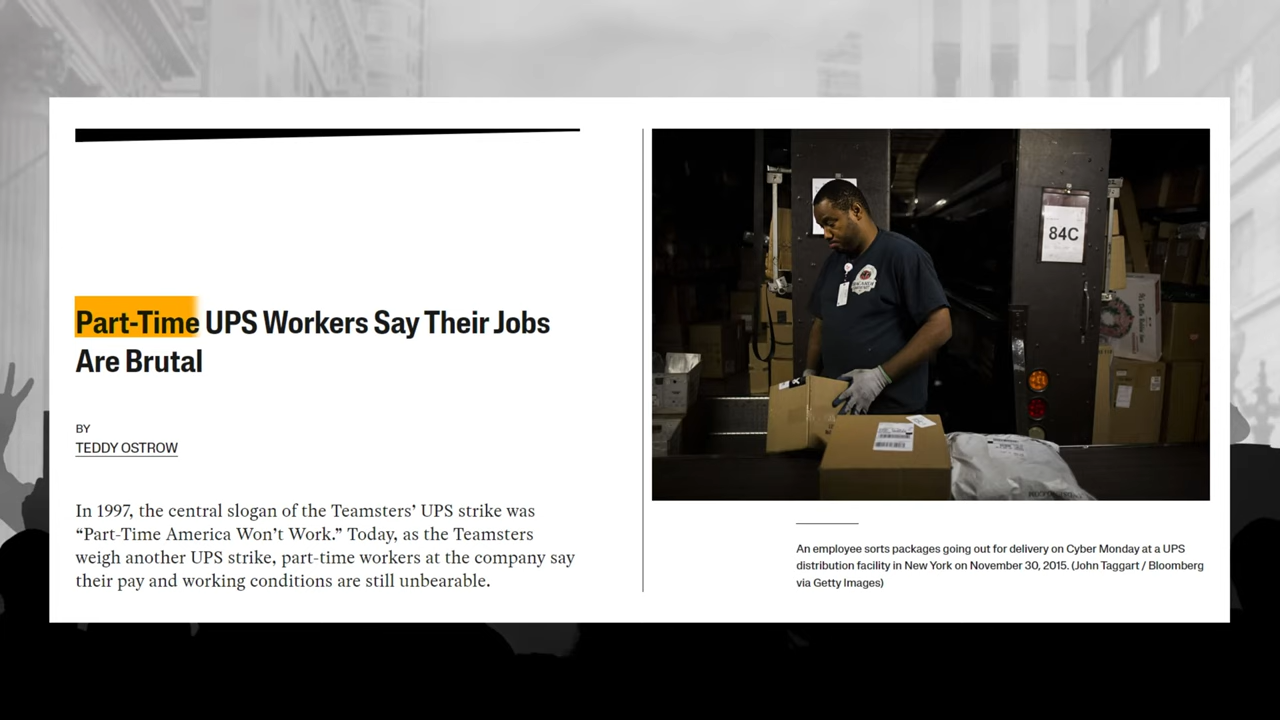 Part-Time UPS Workers Say Their Jobs
Are Brutal
BY
TEDDY OSTROW
In 1997, the central slogan of the Teamsters’ UPS strike was
“Part-Time America Won’t Work.” Today, as the Teamsters
weigh another UPS strike, part-time workers at the company say
their pay and working conditions are still unbearable.
84C
An employee sorts packages going out for delivery on Cyber Monday at a UPS
distribution facility in New York on November 30, 2015. (John Taggart / Bloomberg
via Getty Images)